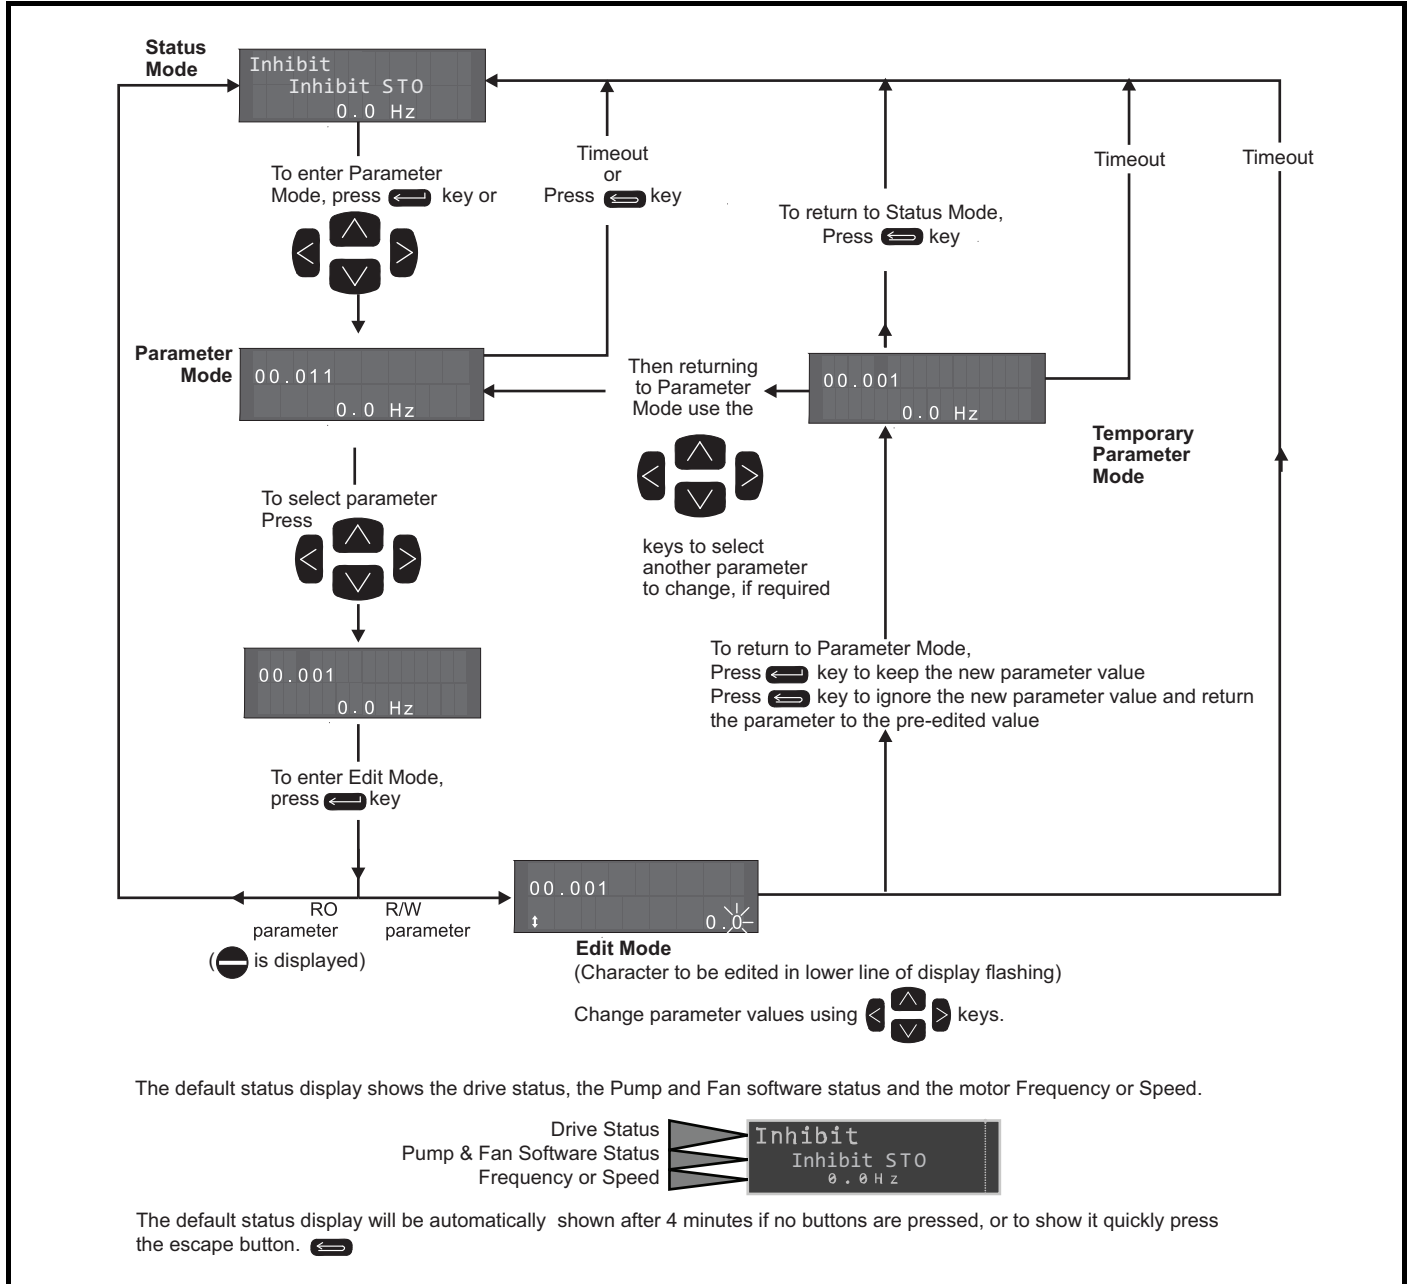 Status
Mode
Inhibit
Inhibit STO
0.0 Hz
To enter Parameter
Mode, press key or
Timeout
or
Press key
To return to Status Mode,
Press key
Timeout
Timeout
Parameter
Mode
00.011
0.0 Hz
Then returning
to Parameter
Mode use the
keys to select
another parameter
to change, if required
00.001
0.0 Hz
Temporary
Parameter
Mode
To select parameter
Press
00.001
0.0 Hz
To return to Parameter Mode,
Press key to keep the new parameter value
Press key to ignore the new parameter value and return
the parameter to the pre-edited value
To enter Edit Mode,
press key
RO
parameter
( is displayed)
R/W
parameter
00.001
0.0
Edit Mode
(Character to be edited in lower line of display flashing)
Change parameter values using keys.
The default status display shows the drive status, the Pump and Fan software status and the motor Frequency or Speed.
Drive Status
Pump & Fan Software Status
Frequency or Speed
Inhibit
Inhibit STO
0.0Hz
The default status display will be automatically shown after 4 minutes if no buttons are pressed, or to show it quickly press
the escape button.